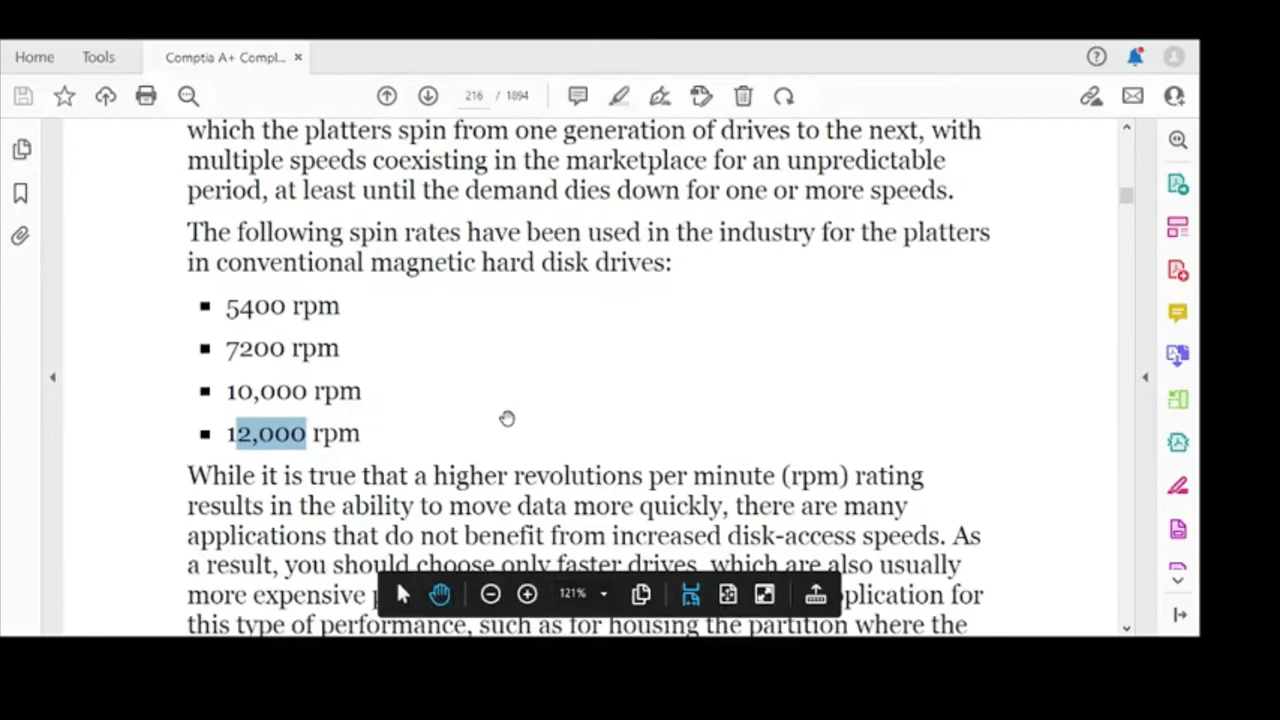 Home Tools Comptia A+ Compl...
216 / 1894
which the platters spin from one generation of drives to the next, with
multiple speeds coexisting in the marketplace for an unpredictable
period, at least until the demand dies down for one or more speeds.
The following spin rates have been used in the industry for the platters
in conventional magnetic hard disk drives:
▪ 5400 rpm
▪ 7200 rpm
▪ 10,000 rpm
▪ 12,000 rpm
While it is true that a higher revolutions per minute (rpm) rating
results in the ability to move data more quickly, there are many
applications that do not benefit from increased disk-access speeds. As
a result, you should choose only faster drives, which are also usually
more expensive
application for
this type of performance, such as for housing the partition where the
121%